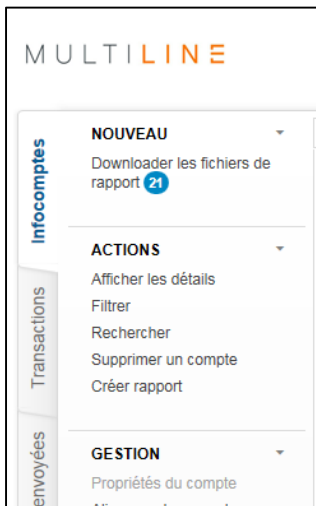 MULTILINE
Infocomptes
Transactions
envoyées
NOUVEAU
Downloader les fichiers de
rapport 21
ACTIONS
Afficher les détails
Filtrer
Rechercher
Supprimer un compte
Créer rapport
GESTION
Propriétés du compte